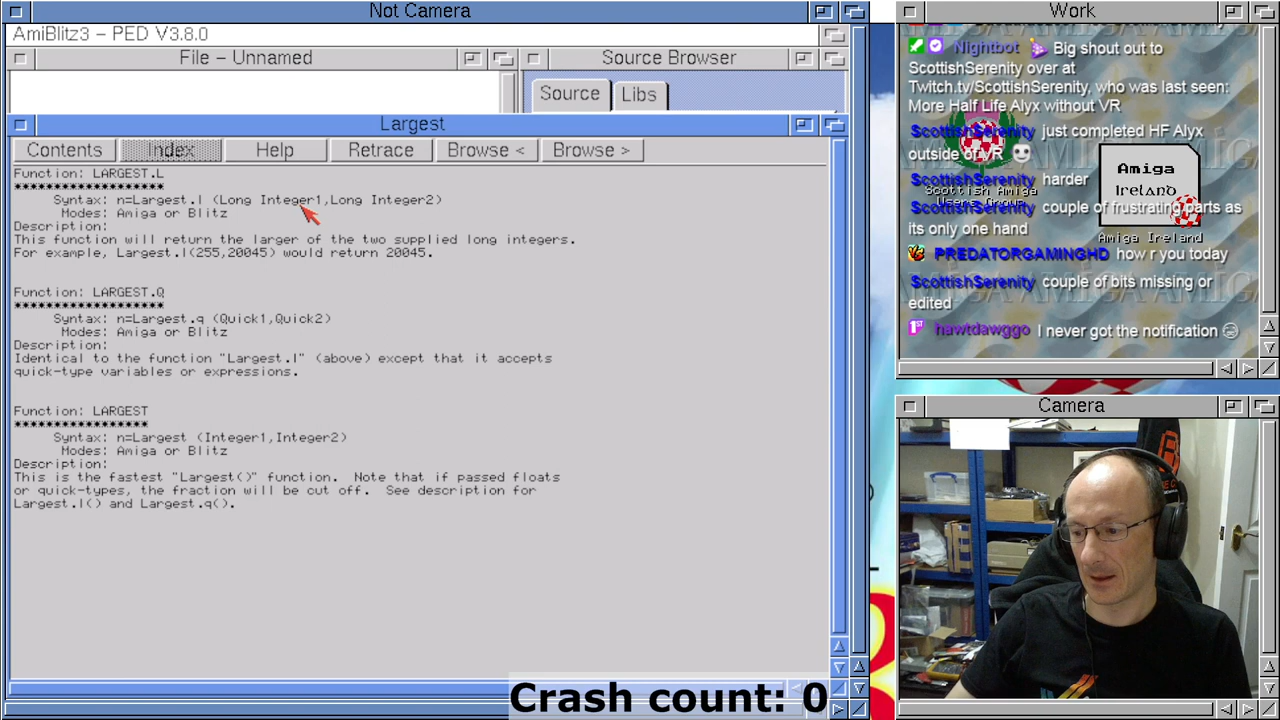 Not Camera
AmiBlitz3 – PED V3.8.0
File – Unnamed
Source Browser
Source
Libs
Largest
Contents
Index
Help
Retrace
Browse <
Browse >
Function: LARGEST.L
*******************
Syntax: n=Largest.l (Long Integer1,Long Integer2)
Modes: Amiga or Blitz
Description:
This function will return the larger of the two supplied long integers.
For example, Largest.l(255,20045) would return 20045.
Function: LARGEST.Q
*******************
Syntax: n=Largest.q (Quick1,Quick2)
Modes: Amiga or Blitz
Description:
Identical to the function "Largest.l" (above) except that it accepts
quick-type variables or expressions.
Function: LARGEST
*****************
Syntax: n=Largest (Integer1,Integer2)
Modes: Amiga or Blitz
Description:
This is the fastest "Largest()" function.  Note that if passed floats
or quick-types, the fraction will be cut off.  See description for
Largest.l() and Largest.q().
Crash count: 0
Work
Nightbot Big shout out to
ScottishSerenity over at
Twitch.tv/ScottishSerenity, who was last seen:
More Half Life Alyx without VR
ScottishSerenity just completed HF Alyx
outside of VR
ScottishSerenity harder
ScottishSerenity couple of frustrating parts as
its only one hand
PREDATORGAMINGHD how r you today
ScottishSerenity couple of bits missing or
edited
1ST hawtdawggo I never got the notification
Scottish Amiga
Users Group
Amiga
Ireland
Amiga Ireland
Camera